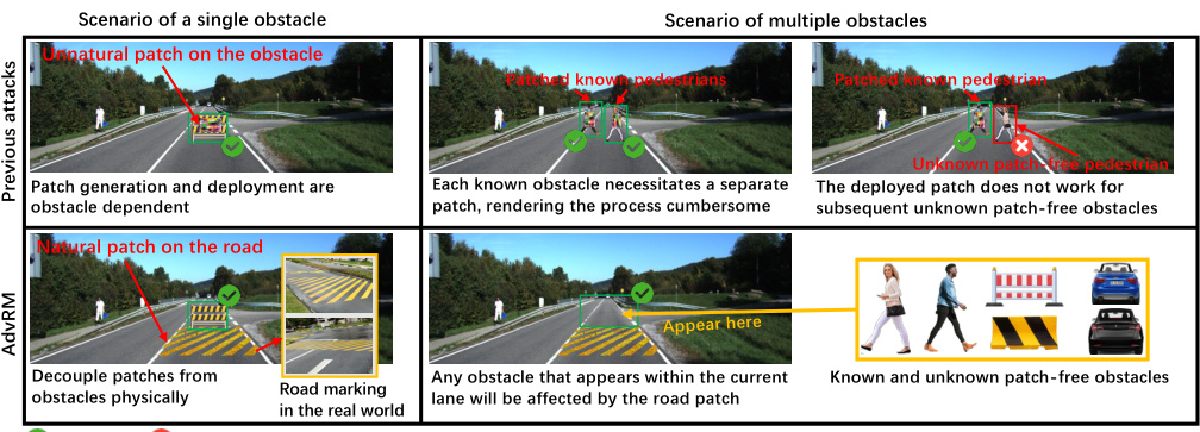 Scenario of a single obstacle
Scenario of multiple obstacles
Previous attacks
Unnatural patch on the obstacle
Patch generation and deployment are
obstacle dependent
Patched known pedestrians
Each known obstacle necessitates a separate
patch, rendering the process cumbersome
Patched known pedestrian
Unknown patch-free pedestrian
The deployed patch does not work for
subsequent unknown patch-free obstacles
AdvRM
Natural patch on the road
Decouple patches from
obstacles physically
Road marking
in the real world
Appear here
Any obstacle that appears within the current
lane will be affected by the road patch
Known and unknown patch-free obstacles